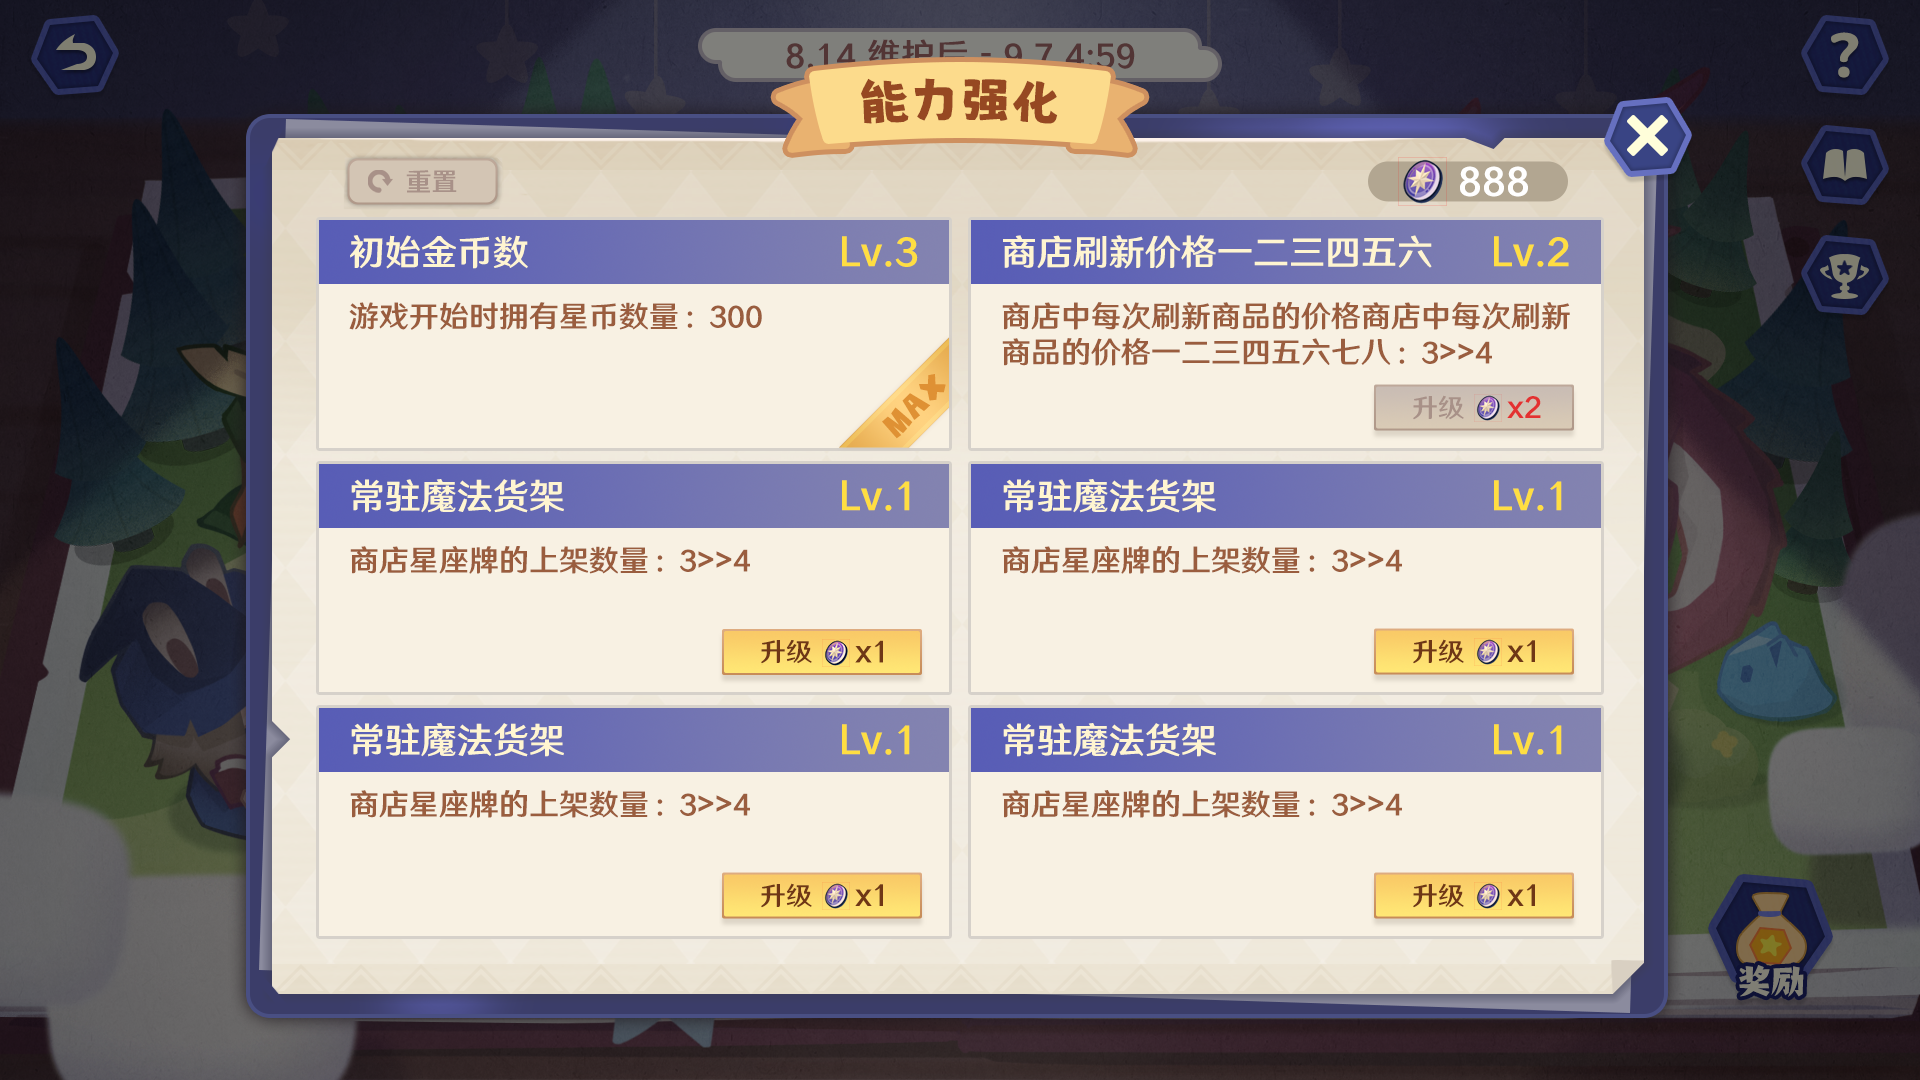 8.14 维护后 - 9.7 4:59
能力强化
重置
888
初始金币数 Lv.3
游戏开始时拥有星币数量：300
MAX
商店刷新价格一二三四五六 Lv.2
商店中每次刷新商品的价格商店中每次刷新
商品的价格一二三四五六七八：3>>4
升级 x2
常驻魔法货架 Lv.1
商店星座牌的上架数量：3>>4
升级 x1
常驻魔法货架 Lv.1
商店星座牌的上架数量：3>>4
升级 x1
常驻魔法货架 Lv.1
商店星座牌的上架数量：3>>4
升级 x1
常驻魔法货架 Lv.1
商店星座牌的上架数量：3>>4
升级 x1
奖励